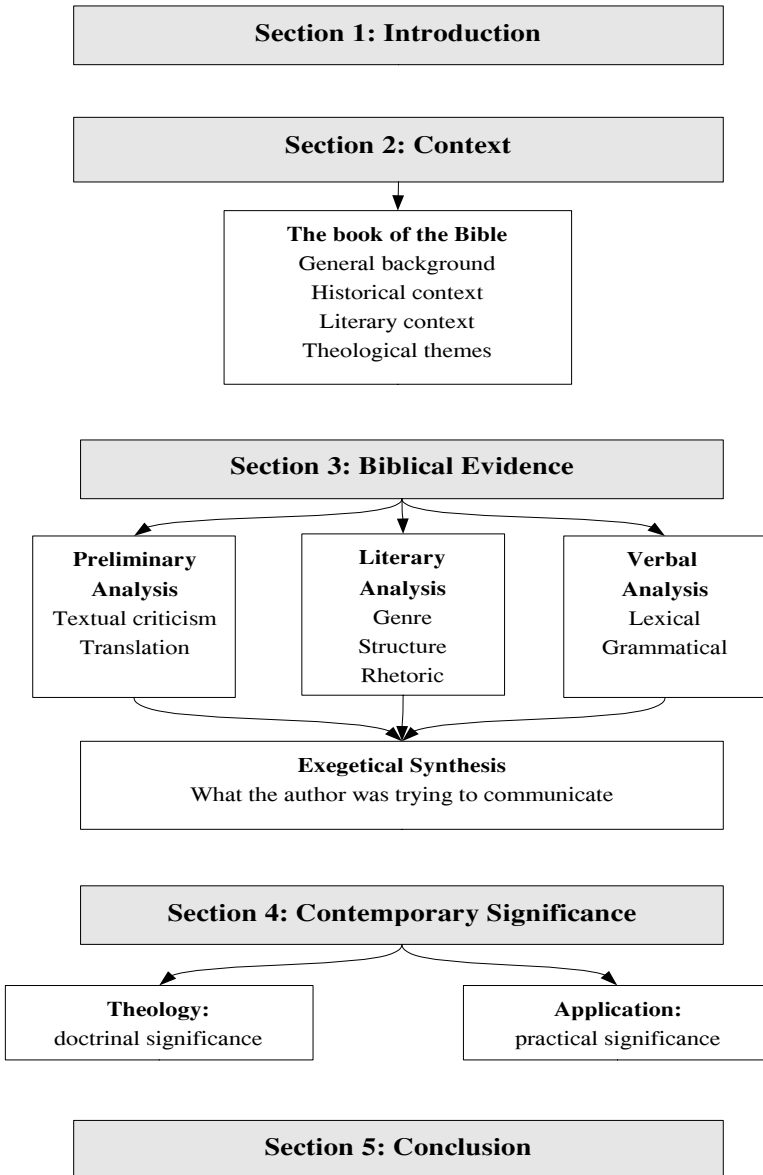 Section 1: Introduction
Section 2: Context
The book of the Bible
General background
Historical context
Literary context
Theological themes
Section 3: Biblical Evidence
Preliminary
Analysis
Textual criticism
Translation
Literary
Analysis
Genre
Structure
Rhetoric
Verbal
Analysis
Lexical
Grammatical
Exegetical Synthesis
What the author was trying to communicate
Section 4: Contemporary Significance
Theology:
doctrinal significance
Application:
practical significance
Section 5: Conclusion